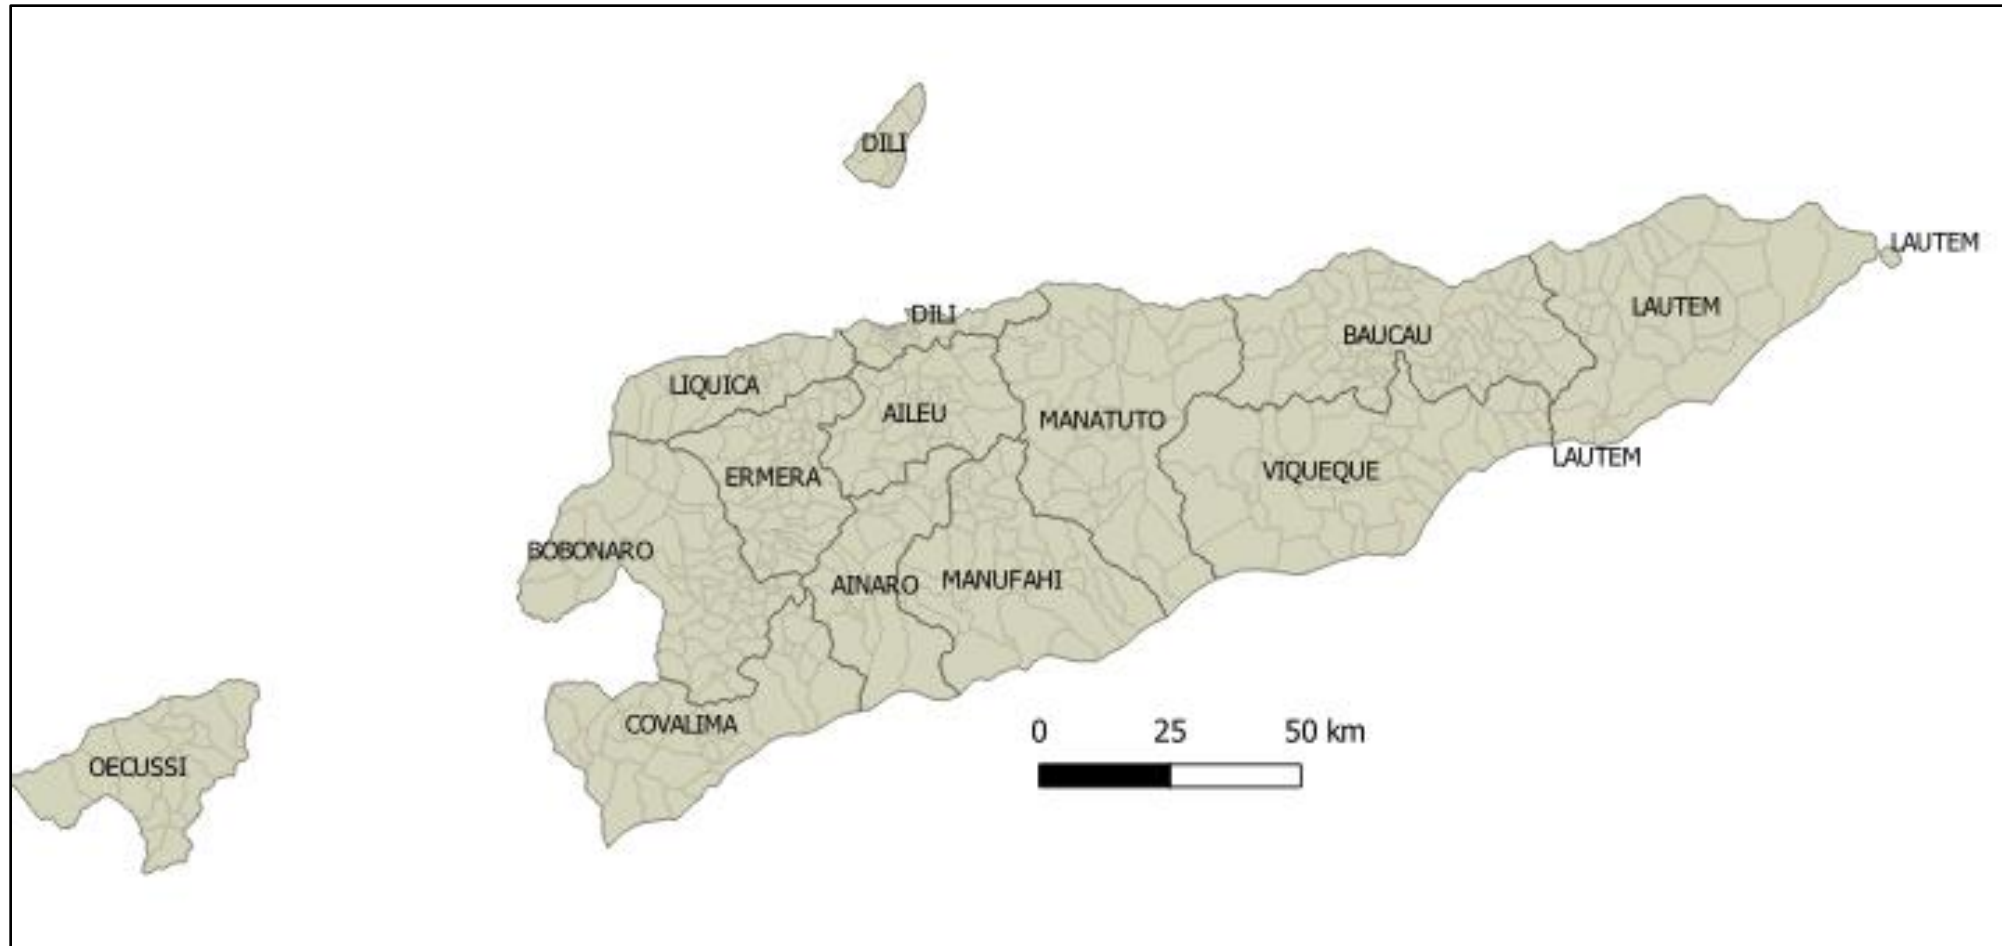 DILI
LAUTEM
LAUTEM
DILI
BAUCAU
LIQUICA
AILEU
MANATUTO
LAUTEM
VIQUEQUE
ERMERA
BOBONARO
AINARO
MANUFAHI
COVALIMA
0 25 50 km
OECUSSI